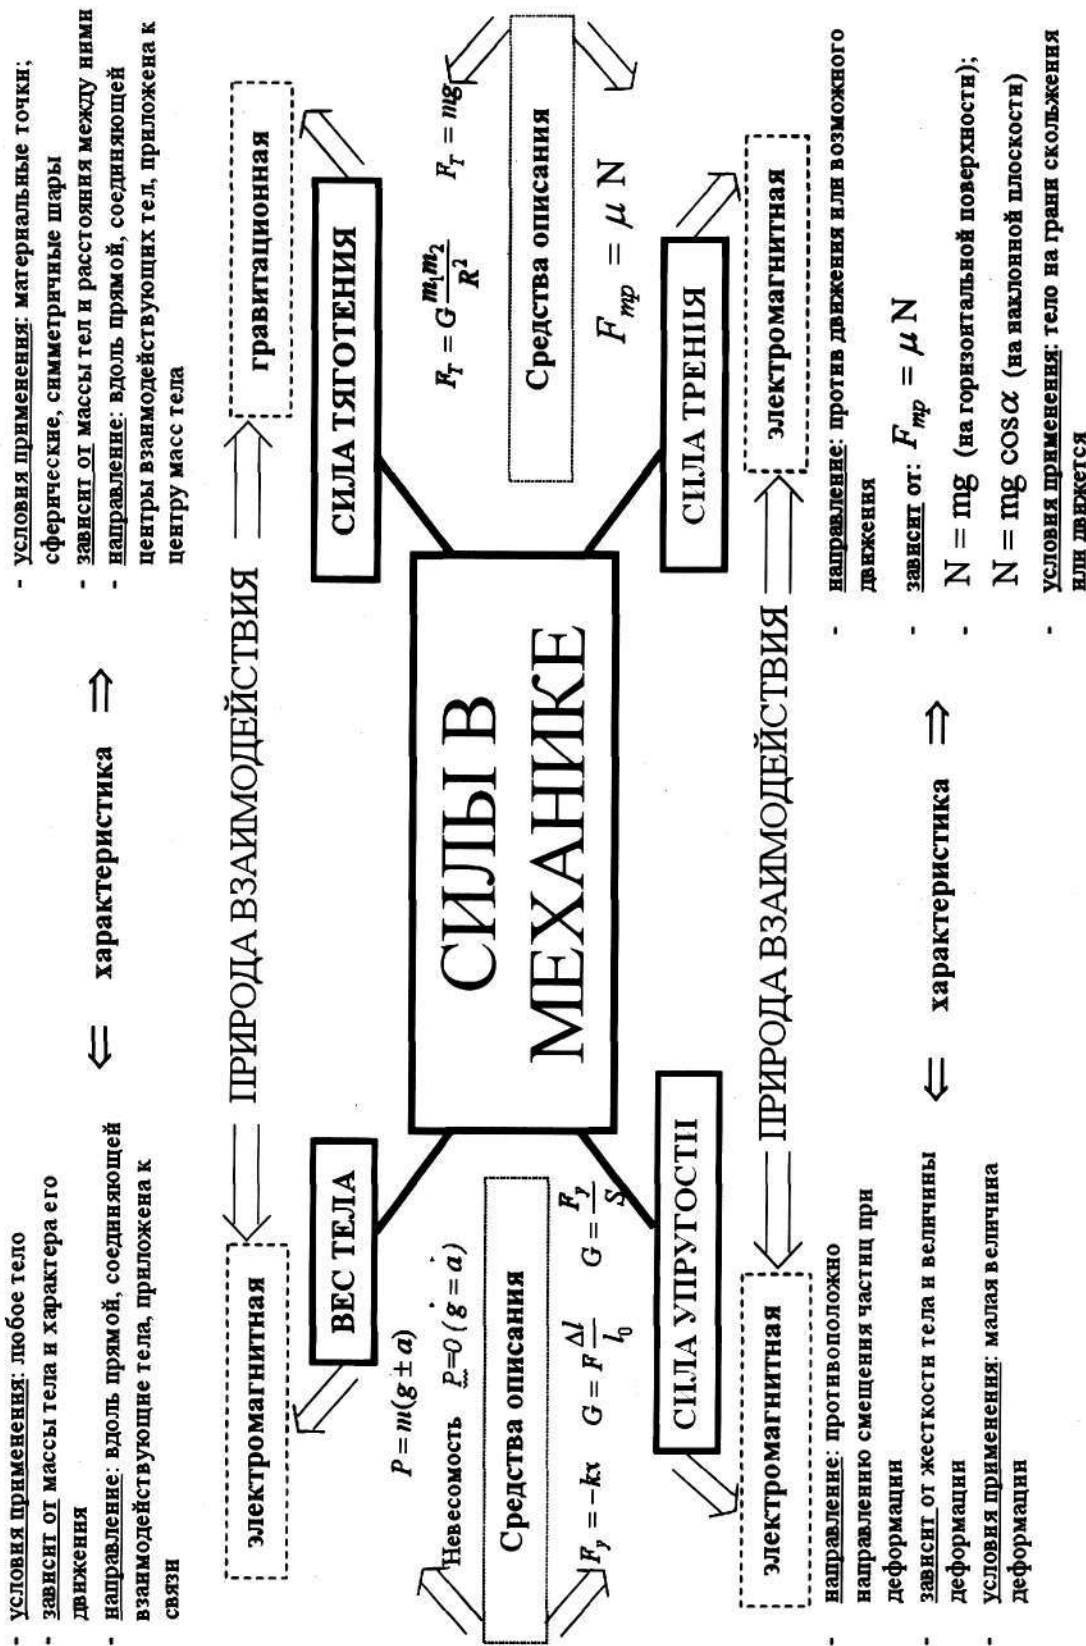 - условия применения: любое тело
- зависит от массы тела и характера его
движения
- направление: вдоль прямой, соединяющей
взаимодействующие тела, приложена к
связи
⇐ характеристика ⇒
- условия применения: материальные точки;
сферические, симметричные шары
- зависит от массы тел и расстояния между ними
- направление: вдоль прямой, соединяющей
центры взаимодействующих тел, приложена к
центру масс тела
электромагнитная
ПРИРОДА ВЗАИМОДЕЙСТВИЯ
гравитационная
ВЕС ТЕЛА
СИЛА ТЯГОТЕНИЯ
P = m(g ± a)
Невесомость P=0 (g = a)
F_T = G m₁m₂/R²   F_T = mg
СИЛЫ В
МЕХАНИКЕ
Средства описания
Средства описания
F_y = −kx   G = F Δl/l₀   G = F_y/S
F_тр = μ N
СИЛА УПРУГОСТИ
СИЛА ТРЕНИЯ
электромагнитная
ПРИРОДА ВЗАИМОДЕЙСТВИЯ
электромагнитная
- направление: противоположно
направлению смещения частиц при
деформации
- зависит от жесткости тела и величины
деформации
- условия применения: малая величина
деформации
⇐ характеристика ⇒
- направление: против движения или возможного
движения
- зависит от: F_тр = μ N
- N = mg (на горизонтальной поверхности);
N = mg cosα (на наклонной плоскости)
- условия применения: тело на грани скольжения
или движется